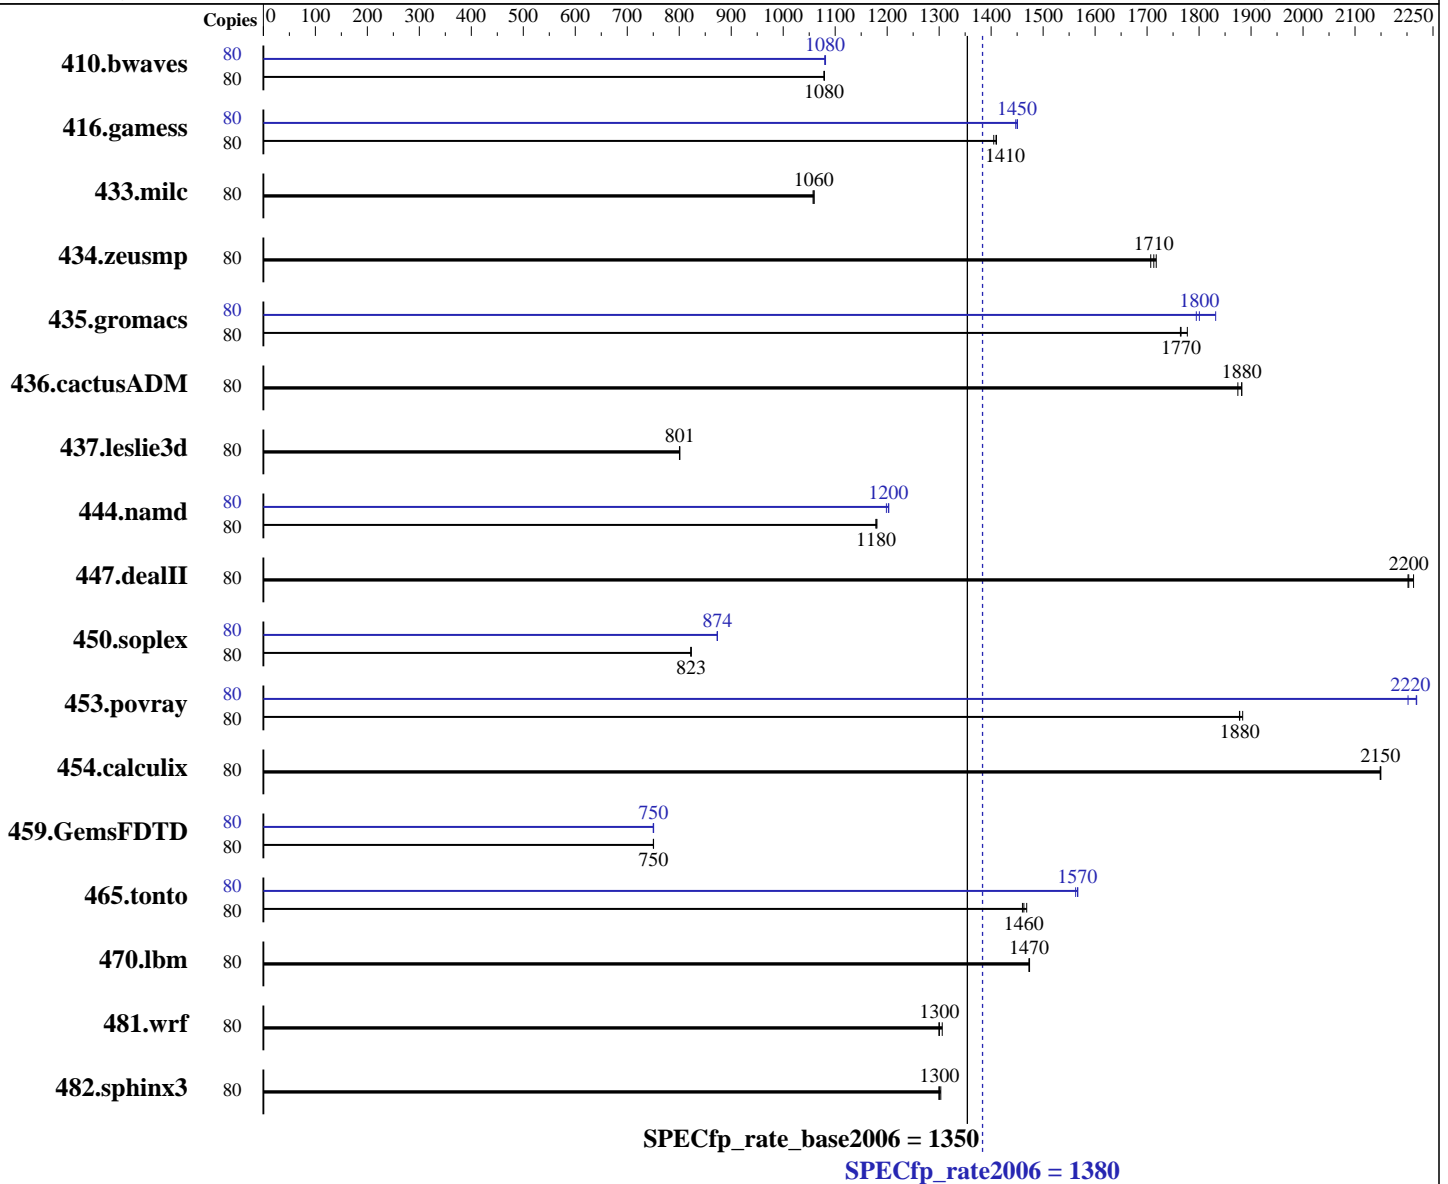 Copies 0 100 200 300 400 500 600 700 800 900 1000 1100 1200 1300 1400 1500 1600 1700 1800 1900 2000 2100 2250
410.bwaves 80 1080
80 1080
416.gamess 80 1450
80 1410
433.milc 80 1060
434.zeusmp 80 1710
435.gromacs 80 1800
80 1770
436.cactusADM 80 1880
437.leslie3d 80 801
444.namd 80 1200
80 1180
447.dealII 80 2200
450.soplex 80 874
80 823
453.povray 80 2220
80 1880
454.calculix 80 2150
459.GemsFDTD 80 750
80 750
465.tonto 80 1570
80 1460
470.lbm 80 1470
481.wrf 80 1300
482.sphinx3 80 1300
SPECfp_rate_base2006 = 1350
SPECfp_rate2006 = 1380